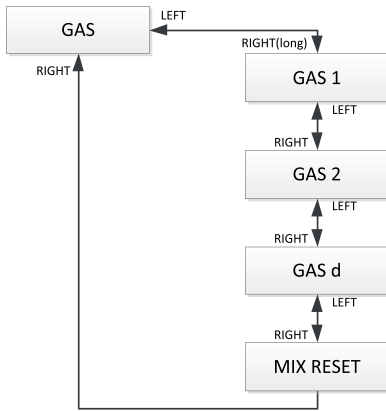 GAS
LEFT
RIGHT(long)
RIGHT
GAS 1
LEFT
RIGHT
GAS 2
LEFT
RIGHT
GAS d
LEFT
RIGHT
MIX RESET